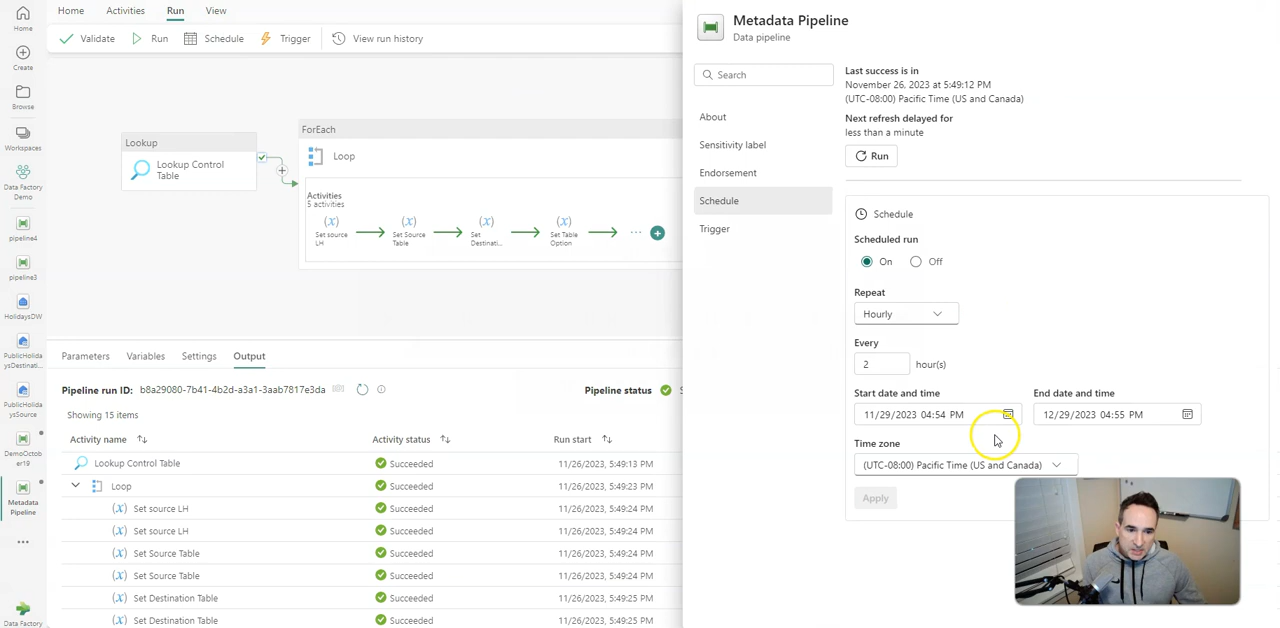 Home
Create
Browse
Workspaces
Data Factory
Demo
pipeline4
pipeline3
HolidaysDW
PublicHolida
ysDestinati...
PublicHolida
ysSource
DemoOctob
er19
Metadata
Pipeline
...
Data Factory
Home Activities Run View
Validate Run Schedule Trigger View run history
Lookup
Lookup Control
Table
ForEach
Loop
Activities
5 activities
Set source
LH
Set Source
Table
Set
Destinati...
Set Table
Option
...
Parameters Variables Settings Output
Pipeline run ID: b8a29080-7b41-4b2d-a3a1-3aab7817e3da
Pipeline status S
Showing 15 items
Activity name Activity status Run start
Lookup Control Table Succeeded 11/26/2023, 5:49:13 PM
Loop Succeeded 11/26/2023, 5:49:23 PM
(x) Set source LH Succeeded 11/26/2023, 5:49:24 PM
(x) Set source LH Succeeded 11/26/2023, 5:49:24 PM
(x) Set Source Table Succeeded 11/26/2023, 5:49:24 PM
(x) Set Source Table Succeeded 11/26/2023, 5:49:24 PM
(x) Set Destination Table Succeeded 11/26/2023, 5:49:25 PM
(x) Set Destination Table Succeeded 11/26/2023, 5:49:25 PM
Metadata Pipeline
Data pipeline
Search
About
Sensitivity label
Endorsement
Schedule
Trigger
Last success is in
November 26, 2023 at 5:49:12 PM
(UTC-08:00) Pacific Time (US and Canada)
Next refresh delayed for
less than a minute
Run
Schedule
Scheduled run
On Off
Repeat
Hourly
Every
2 hour(s)
Start date and time End date and time
11/29/2023 04:54 PM 12/29/2023 04:55 PM
Time zone
(UTC-08:00) Pacific Time (US and Canada)
Apply